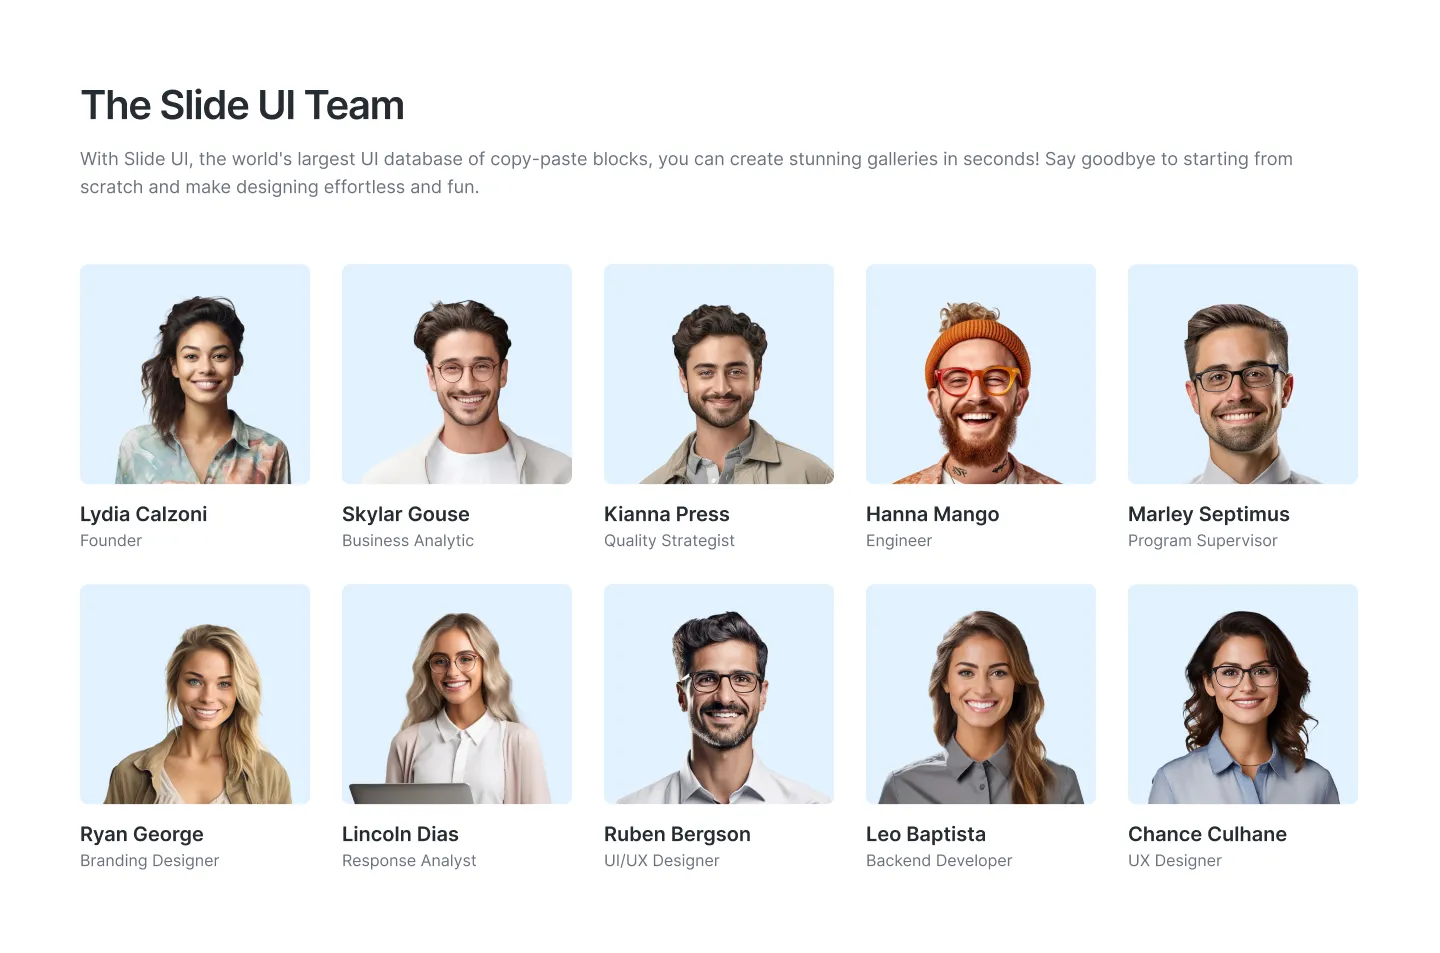 The Slide UI Team
With Slide UI, the world's largest UI database of copy-paste blocks, you can create stunning galleries in seconds! Say goodbye to starting from
scratch and make designing effortless and fun.
Lydia Calzoni
Founder
Skylar Gouse
Business Analytic
Kianna Press
Quality Strategist
Hanna Mango
Engineer
Marley Septimus
Program Supervisor
Ryan George
Branding Designer
Lincoln Dias
Response Analyst
Ruben Bergson
UI/UX Designer
Leo Baptista
Backend Developer
Chance Culhane
UX Designer